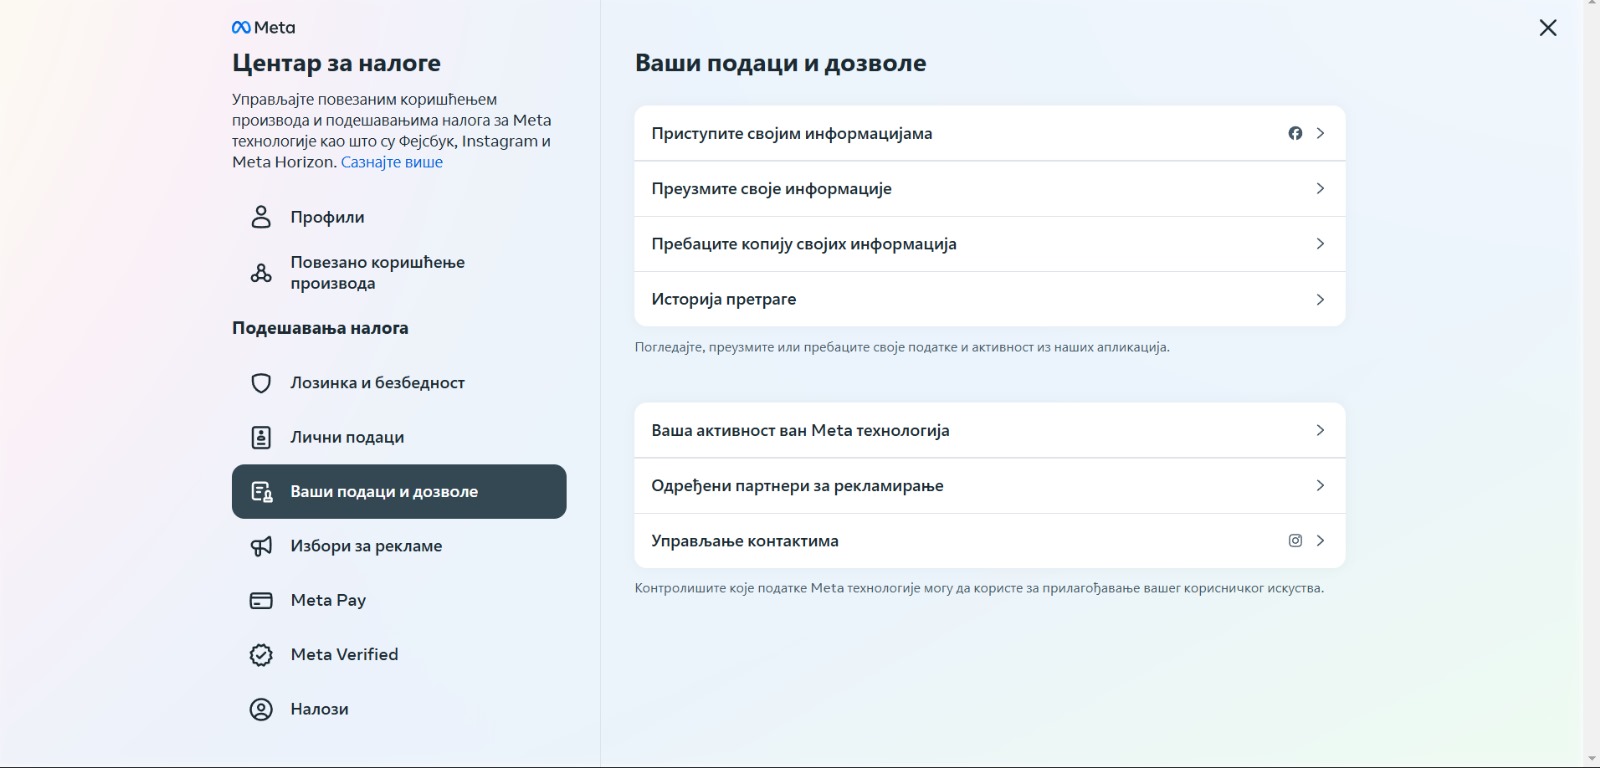 Meta
Центар за налоге
Управљајте повезаним коришћењем
производа и подешавањима налога за Meta
технологије као што су Фејсбук, Instagram и
Meta Horizon. Сазнајте више
Профили
Повезано коришћење
производа
Подешавања налога
Лозинка и безбедност
Лични подаци
Ваши подаци и дозволе
Избори за рекламе
Meta Pay
Meta Verified
Налози
Ваши подаци и дозволе
Приступите својим информацијама
Преузмите своје информације
Пребаците копију својих информација
Историја претраге
Погледајте, преузмите или пребаците своје податке и активност из наших апликација.
Ваша активност ван Meta технологија
Одређени партнери за рекламирање
Управљање контактима
Контролишите које податке Meta технологије могу да користе за прилагођавање вашег корисничког искуства.